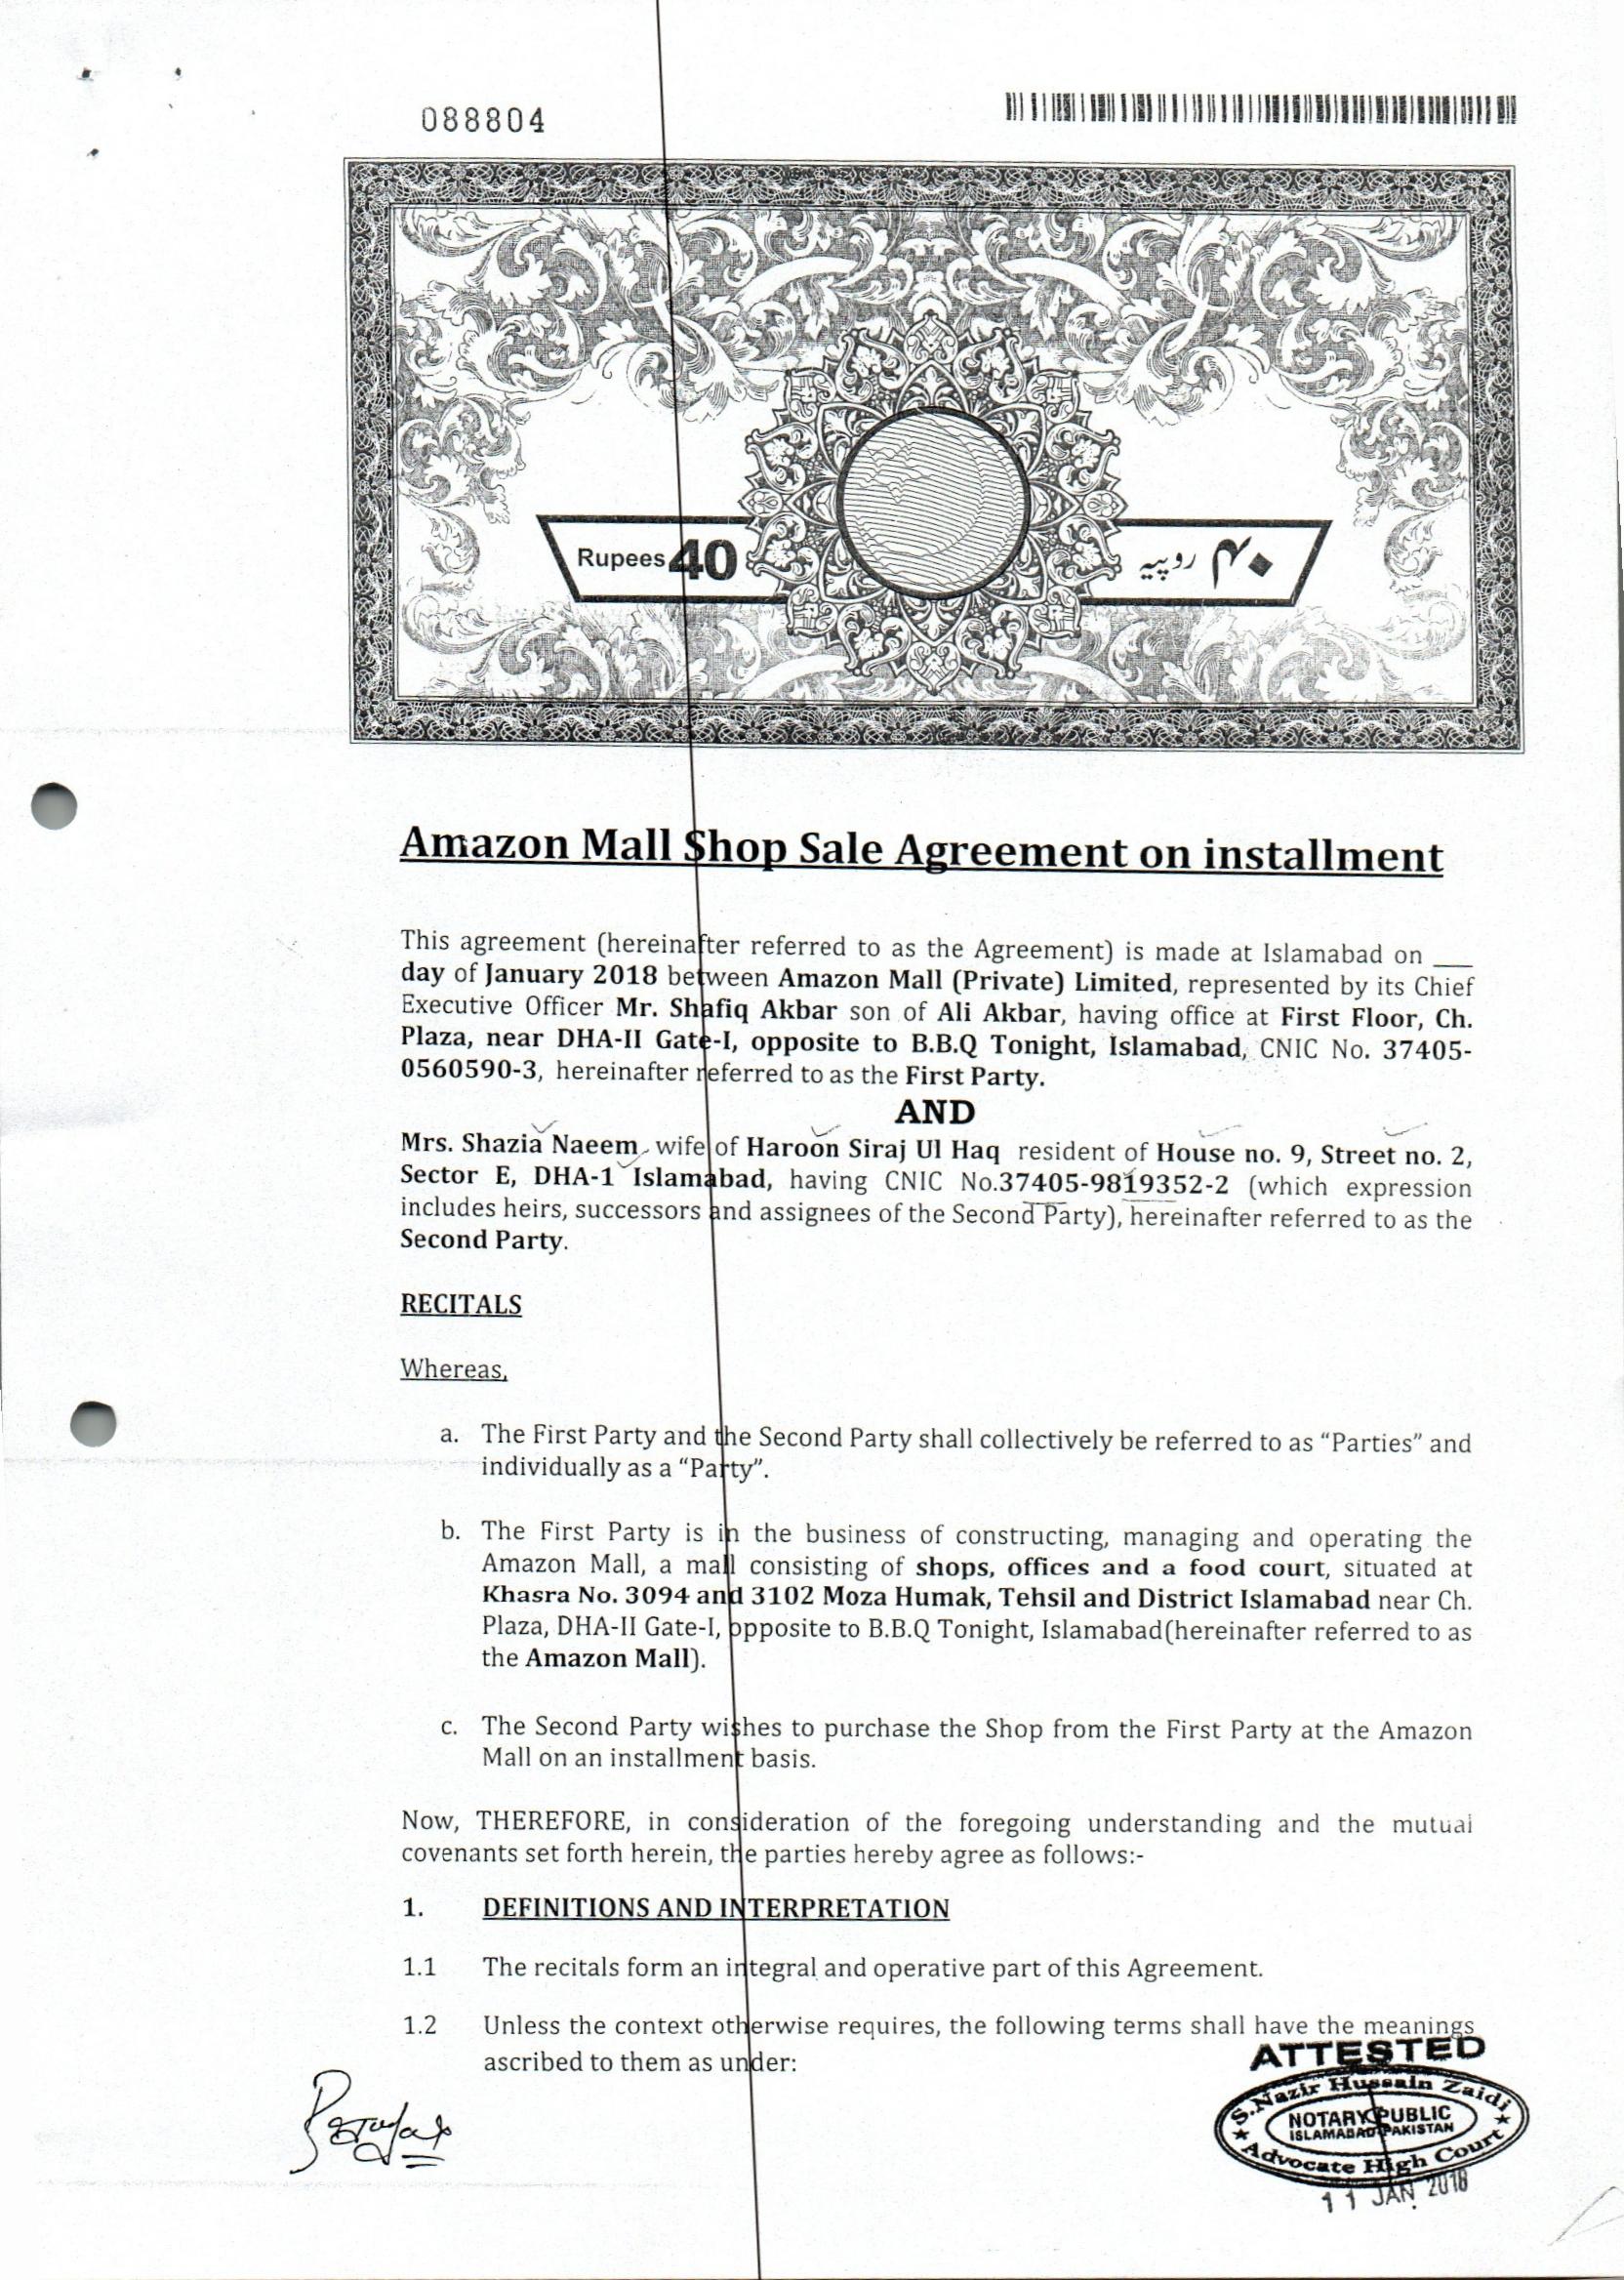 088804
Rupees 40
۴۰ روپیہ
Amazon Mall Shop Sale Agreement on installment
This agreement (hereinafter referred to as the Agreement) is made at Islamabad on ___
day of January 2018 between Amazon Mall (Private) Limited, represented by its Chief
Executive Officer Mr. Shafiq Akbar son of Ali Akbar, having office at First Floor, Ch.
Plaza, near DHA-II Gate-I, opposite to B.B.Q Tonight, Islamabad, CNIC No. 37405-
0560590-3, hereinafter referred to as the First Party.
AND
Mrs. Shazia Naeem wife of Haroon Siraj Ul Haq resident of House no. 9, Street no. 2,
Sector E, DHA-1 Islamabad, having CNIC No.37405-9819352-2 (which expression
includes heirs, successors and assignees of the Second Party), hereinafter referred to as the
Second Party.
RECITALS
Whereas,
a. The First Party and the Second Party shall collectively be referred to as “Parties” and
individually as a “Party”.
b. The First Party is in the business of constructing, managing and operating the
Amazon Mall, a mall consisting of shops, offices and a food court, situated at
Khasra No. 3094 and 3102 Moza Humak, Tehsil and District Islamabad near Ch.
Plaza, DHA-II Gate-I, opposite to B.B.Q Tonight, Islamabad(hereinafter referred to as
the Amazon Mall).
c. The Second Party wishes to purchase the Shop from the First Party at the Amazon
Mall on an installment basis.
Now, THEREFORE, in consideration of the foregoing understanding and the mutual
covenants set forth herein, the parties hereby agree as follows:-
1. DEFINITIONS AND INTERPRETATION
1.1 The recitals form an integral and operative part of this Agreement.
1.2 Unless the context otherwise requires, the following terms shall have the meanings
ascribed to them as under:
ATTESTED
S.Nazir Hussain Zaidi
NOTARY PUBLIC
ISLAMABAD PAKISTAN
Advocate High Court
11 JAN 2018